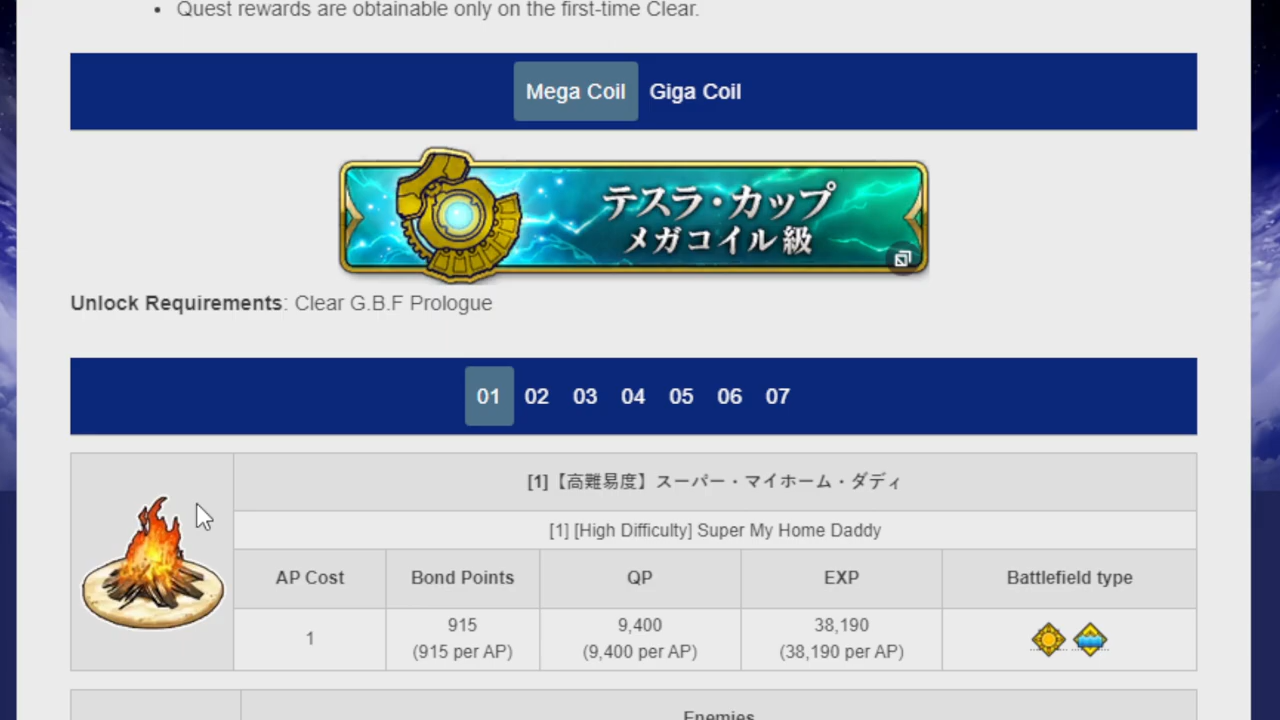 • Quest rewards are obtainable only on the first-time Clear.
Mega Coil Giga Coil
テスラ・カップ
メガコイル級
Unlock Requirements: Clear G.B.F Prologue
01 02 03 04 05 06 07
[1]【高難易度】スーパー・マイホーム・ダディ
[1] [High Difficulty] Super My Home Daddy
AP Cost Bond Points QP EXP Battlefield type
1 915 9,400 38,190
(915 per AP) (9,400 per AP) (38,190 per AP)
Enemies